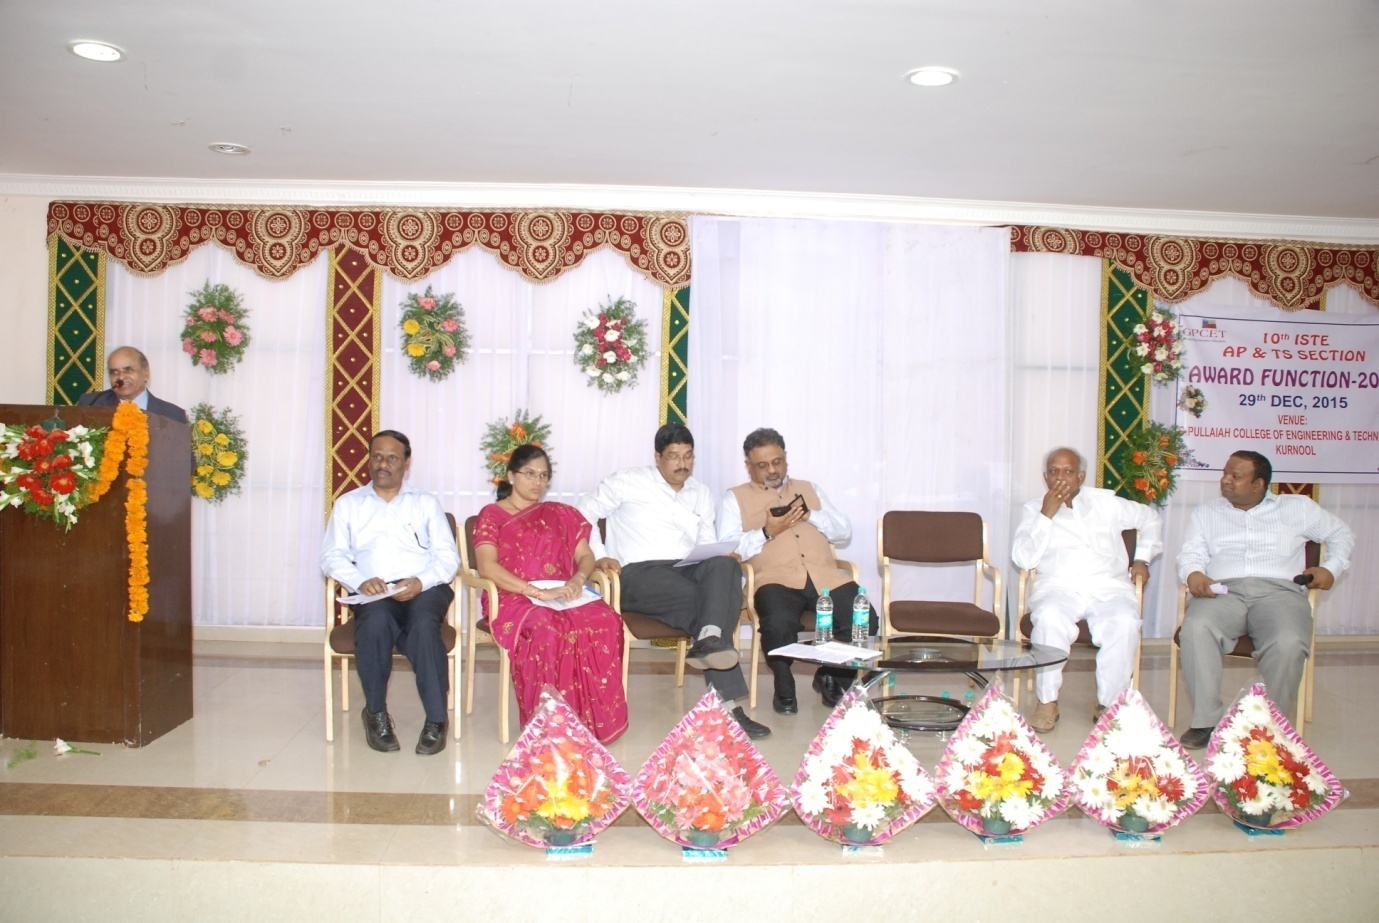 GPCET
10th ISTE
AP & TS SECTION
AWARD FUNCTION-20
29th DEC, 2015
VENUE:
PULLAIAH COLLEGE OF ENGINEERING & TECHN
KURNOOL